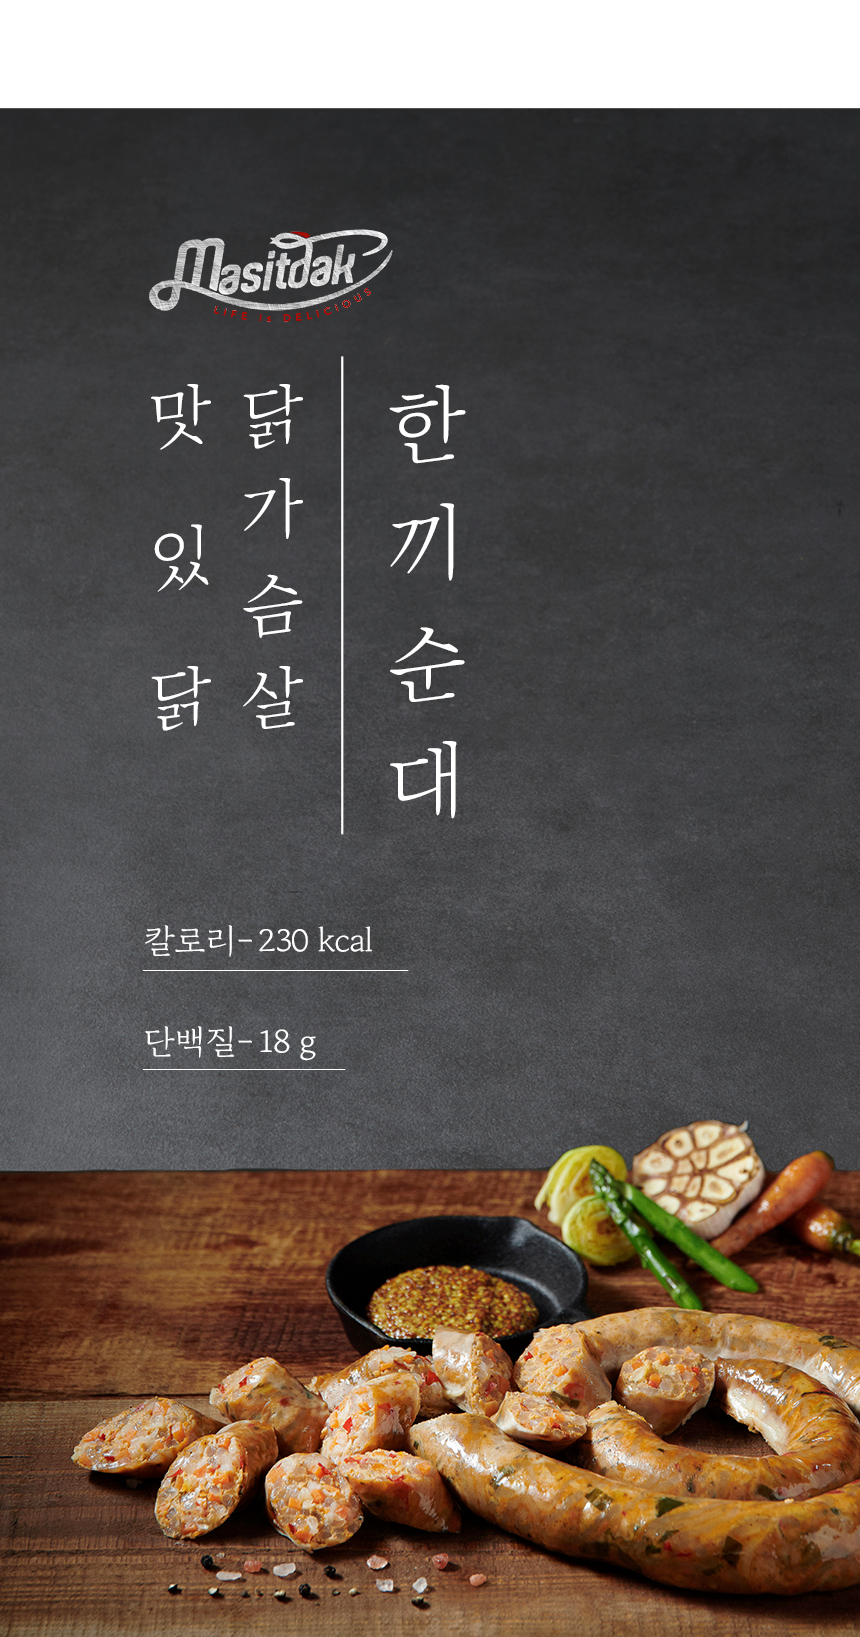 Masitdak
LIFE IS DELICIOUS
맛있닭
닭가슴살
한끼순대
칼로리-230 kcal
단백질-18 g